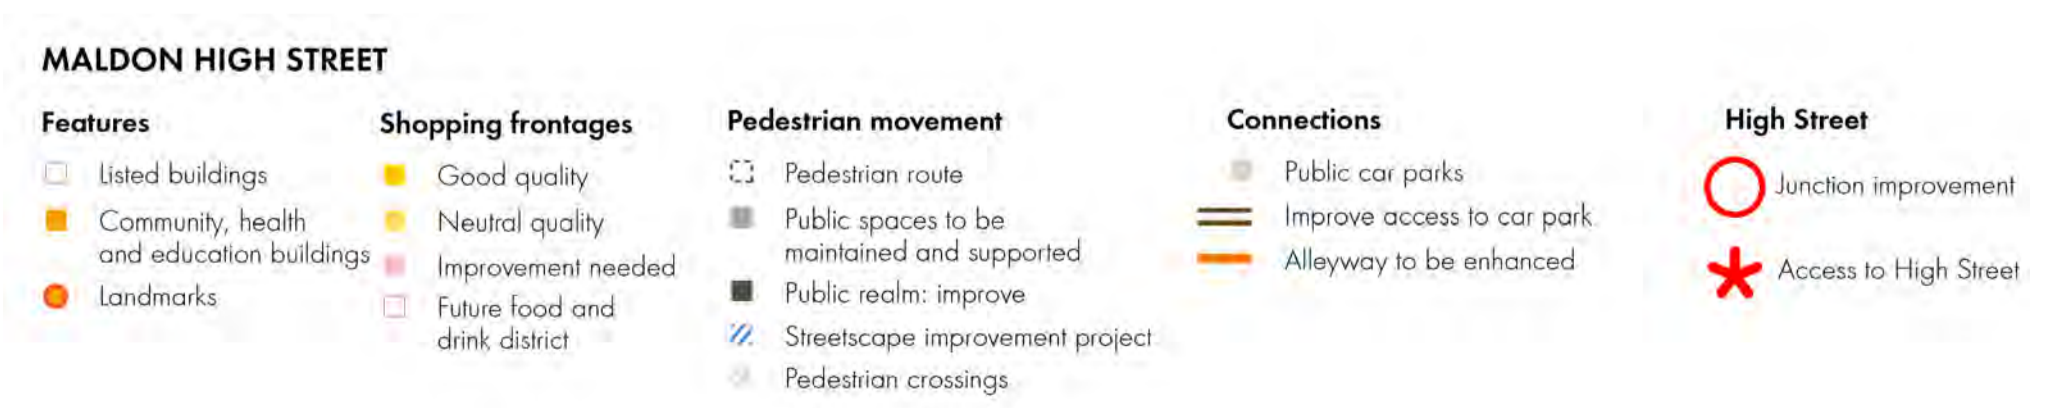 MALDON HIGH STREET
Features
Listed buildings
Community, health
and education buildings
Landmarks
Shopping frontages
Good quality
Neutral quality
Improvement needed
Future food and
drink district
Pedestrian movement
Pedestrian route
Public spaces to be
maintained and supported
Public realm: improve
Streetscape improvement project
Pedestrian crossings
Connections
Public car parks
Improve access to car park
Alleyway to be enhanced
High Street
Junction improvement
Access to High Street